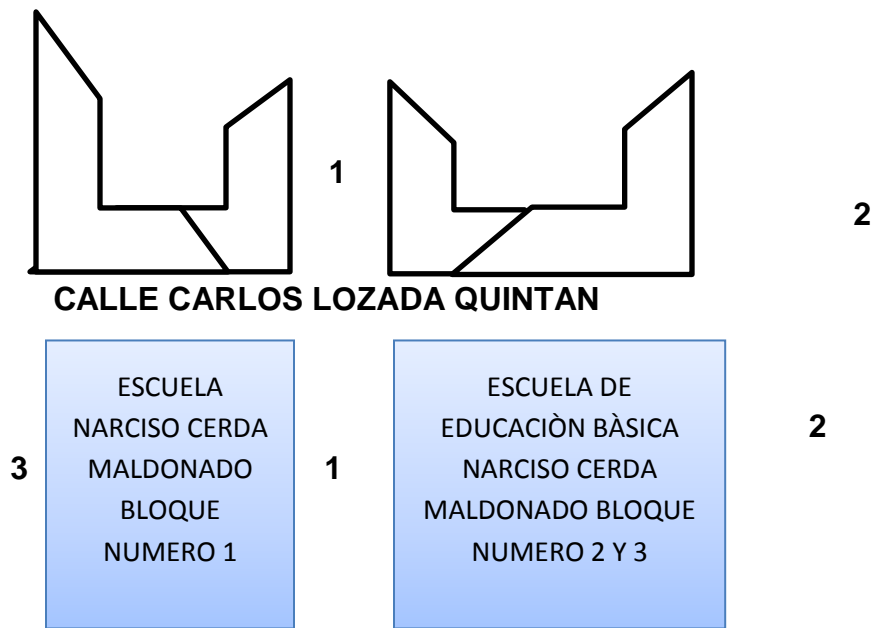 1
2
CALLE CARLOS LOZADA QUINTAN
ESCUELA
NARCISO CERDA
MALDONADO
BLOQUE
NUMERO 1
ESCUELA DE
EDUCACIÒN BÀSICA
NARCISO CERDA
MALDONADO BLOQUE
NUMERO 2 Y 3
3
1
2